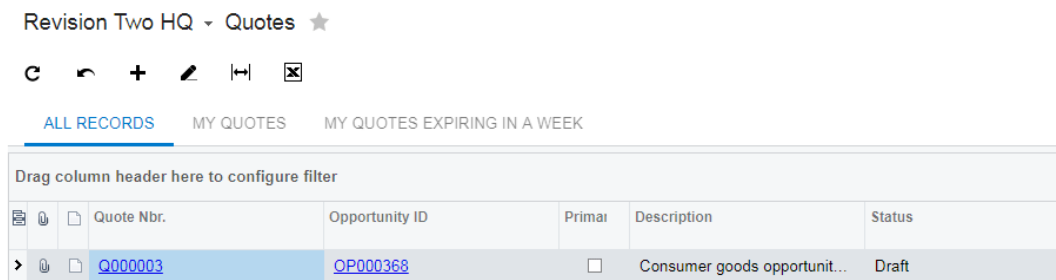 Revision Two HQ Quotes
ALL RECORDS MY QUOTES MY QUOTES EXPIRING IN A WEEK
Drag column header here to configure filter
Quote Nbr. Opportunity ID Primar Description Status
Q000003 OP000368 Consumer goods opportunit... Draft